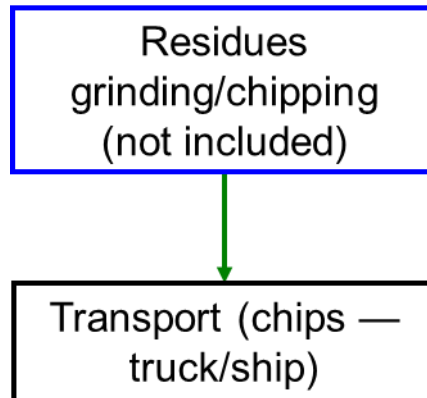 Residues
grinding/chipping
(not included)
Transport (chips —
truck/ship)